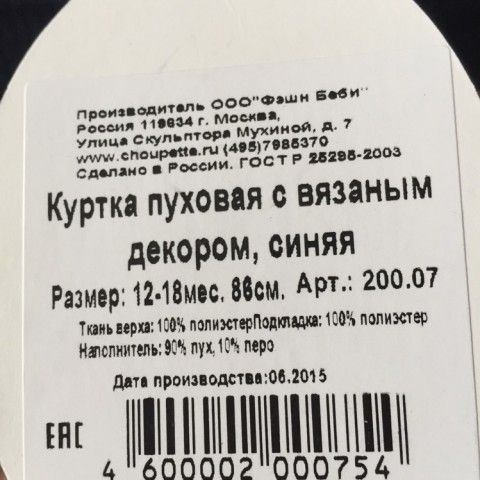 Производитель ООО"Фэшн Беби"
Россия 119634 г. Москва,
Улица Скульптора Мухиной, д. 7
www.choupette.ru (495)7985370
Сделано в России. ГОСТ Р 25295-2003
Куртка пуховая с вязаным
декором, синяя
Размер: 12-18мес. 86см. Арт.: 200.07
Ткань верха: 100% полиэстерПодкладка: 100% полиэстер
Наполнитель: 90% пух, 10% перо
Дата производства:06.2015
EAC
4 600002 000754